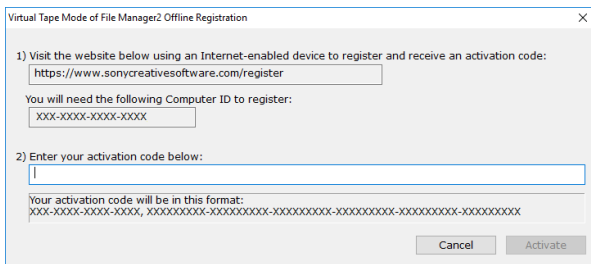 Virtual Tape Mode of File Manager2 Offline Registration
1) Visit the website below using an Internet-enabled device to register and receive an activation code:
https://www.sonycreativesoftware.com/register
You will need the following Computer ID to register:
XXX-XXXX-XXXX-XXXX
2) Enter your activation code below:
Your activation code will be in this format:
XXX-XXXX-XXXX-XXXX, XXXXXXXXX-XXXXXXXXX-XXXXXXXXX-XXXXXXXXX-XXXXXXXXX-XXXXXXXXX
Cancel Activate